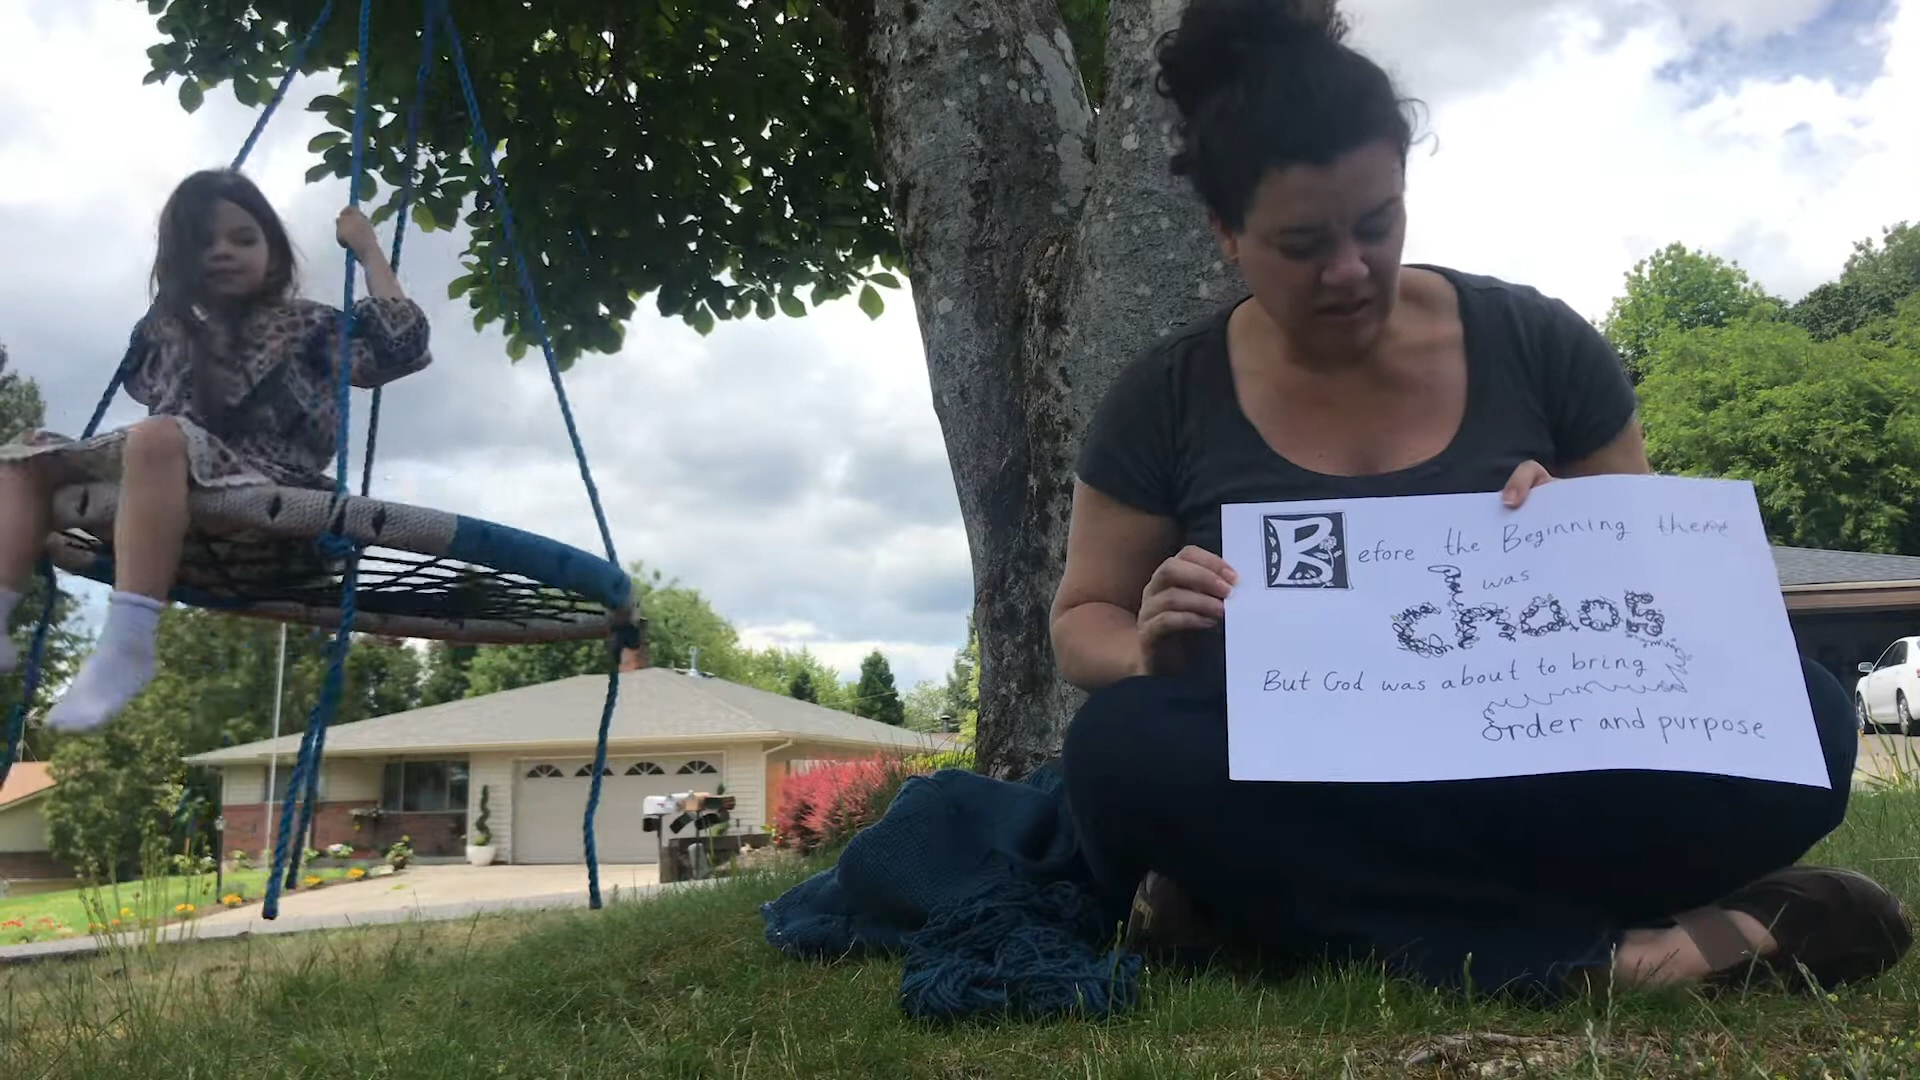 Before the Beginning there
was
chaos
But God was about to bring
order and purpose